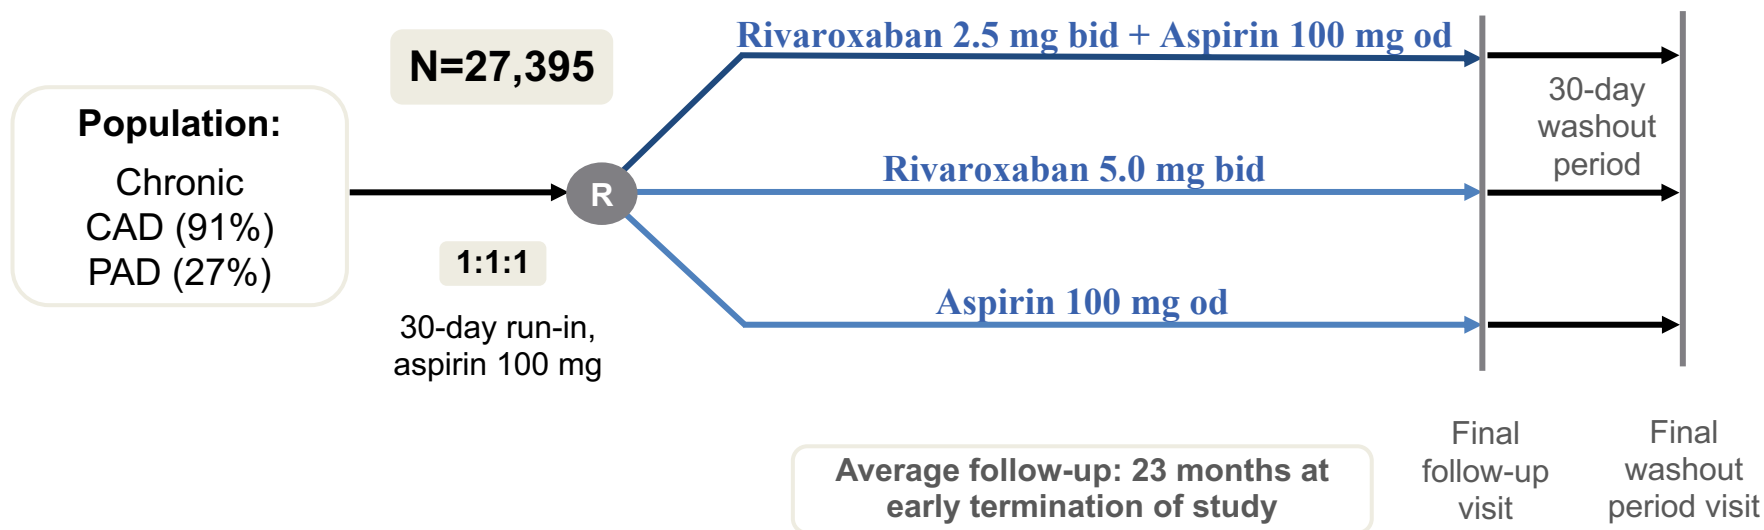 Population:
Chronic
CAD (91%)
PAD (27%)
N=27,395
1:1:1
30-day run-in,
aspirin 100 mg
R
Rivaroxaban 2.5 mg bid + Aspirin 100 mg od
Rivaroxaban 5.0 mg bid
Aspirin 100 mg od
30-day
washout
period
Average follow-up: 23 months at
early termination of study
Final
follow-up
visit
Final
washout
period visit